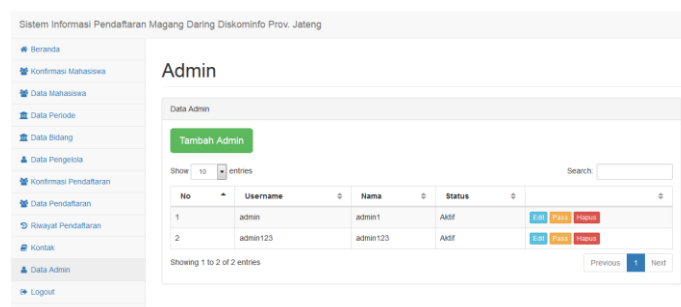 Sistem Informasi Pendaftaran Magang Daring Diskominfo Prov. Jateng
Beranda
Konfirmasi Mahasiswa
Data Mahasiswa
Data Periode
Data Bidang
Data Pengelola
Konfirmasi Pendaftaran
Data Pendaftaran
Riwayat Pendaftaran
Kontak
Data Admin
Logout
Admin
Data Admin
Tambah Admin
Show 10 entries
Search:
No Username Nama Status
1 admin admin1 Aktif Edit Pass Hapus
2 admin123 admin123 Aktif Edit Pass Hapus
Showing 1 to 2 of 2 entries
Previous 1 Next